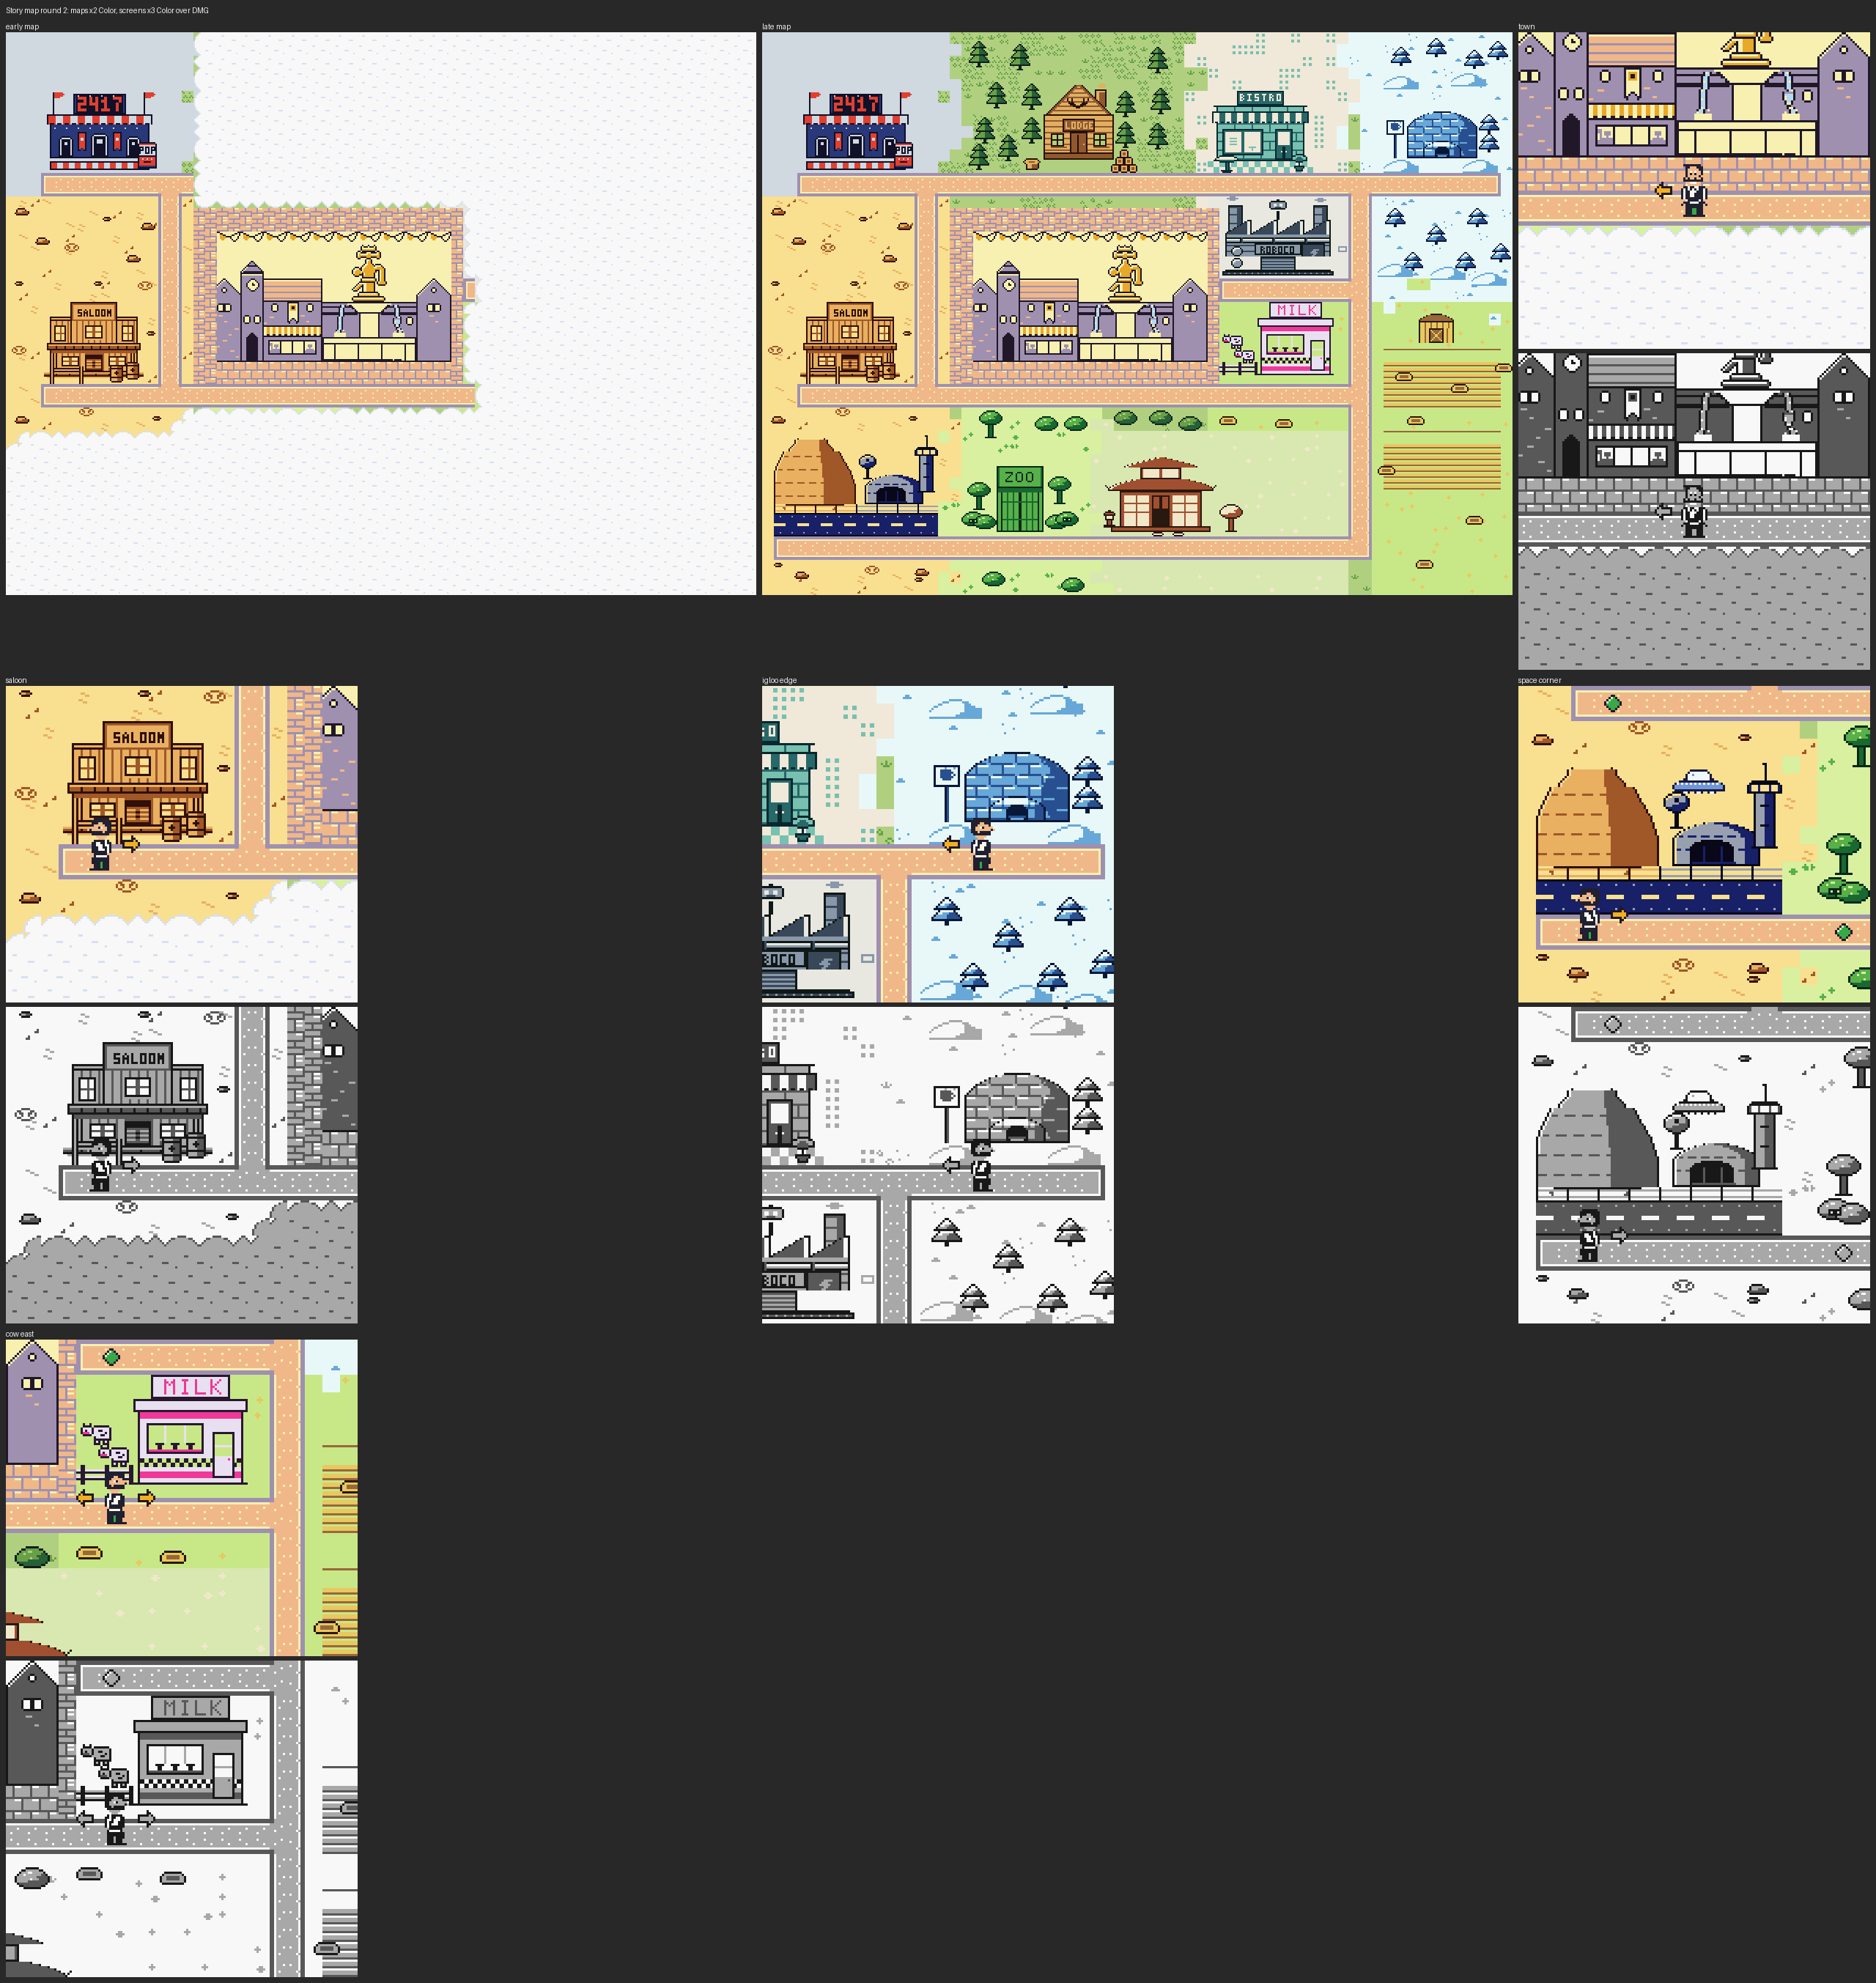 Story map round 2: maps x2 Color, screens x3 Color over DMG
early map
late map
town
2417
POP
SALOON
2417
POP
LODGE
BISTRO
ROBOCO
MILK
SALOON
ZOO
saloon
igloo edge
space corner
SALOON
O
BOCO
SALOON
O
BOCO
cow east
MILK
MILK